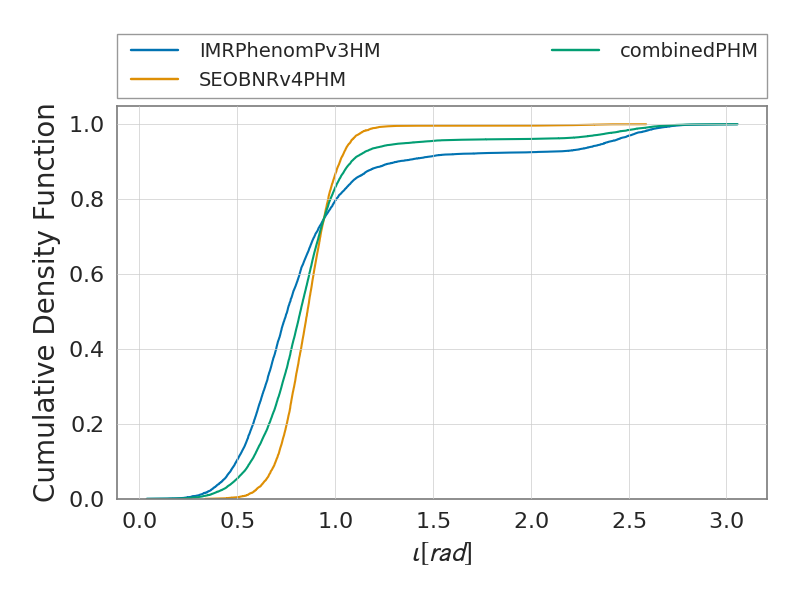 IMRPhenomPv3HM
SEOBNRv4PHM
combinedPHM
Cumulative Density Function
1.0
0.8
0.6
0.4
0.2
0.0
0.0 0.5 1.0 1.5 2.0 2.5 3.0
ι[rad]